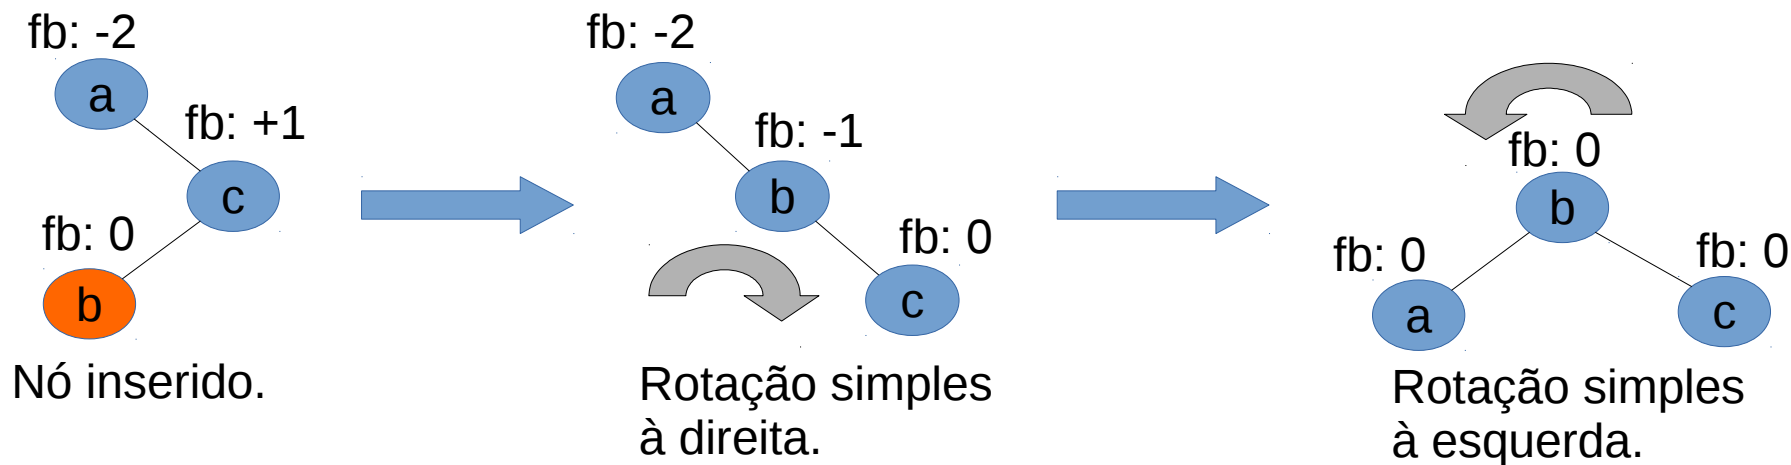 fb: -2
a
fb: +1
c
fb: 0
b
Nó inserido.
fb: -2
a
fb: -1
b
fb: 0
c
Rotação simples
à direita.
fb: 0
b
fb: 0
a
fb: 0
c
Rotação simples
à esquerda.